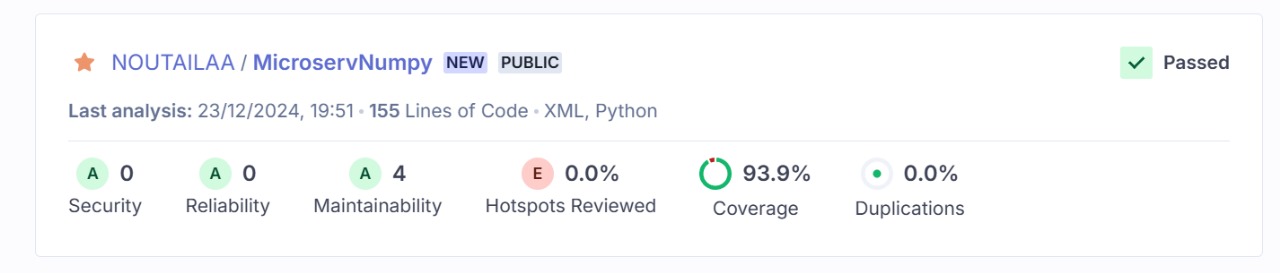 NOUTAILAA / MicroservNumpy NEW PUBLIC Passed
Last analysis: 23/12/2024, 19:51 • 155 Lines of Code • XML, Python
A 0 A 0 A 4 E 0.0% 93.9% 0.0%
Security Reliability Maintainability Hotspots Reviewed Coverage Duplications